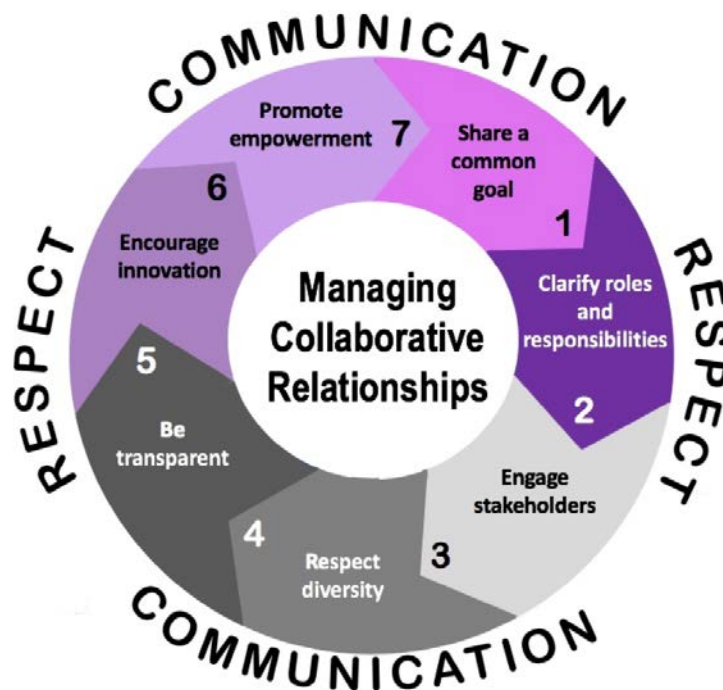 COMMUNICATION
RESPECT
RESPECT
COMMUNICATION
Managing
Collaborative
Relationships
Share a
common
goal
1
Clarify roles
and
responsibilities
2
Engage
stakeholders
3
Respect
diversity
4
Be
transparent
5
Encourage
innovation
6
Promote
empowerment
7